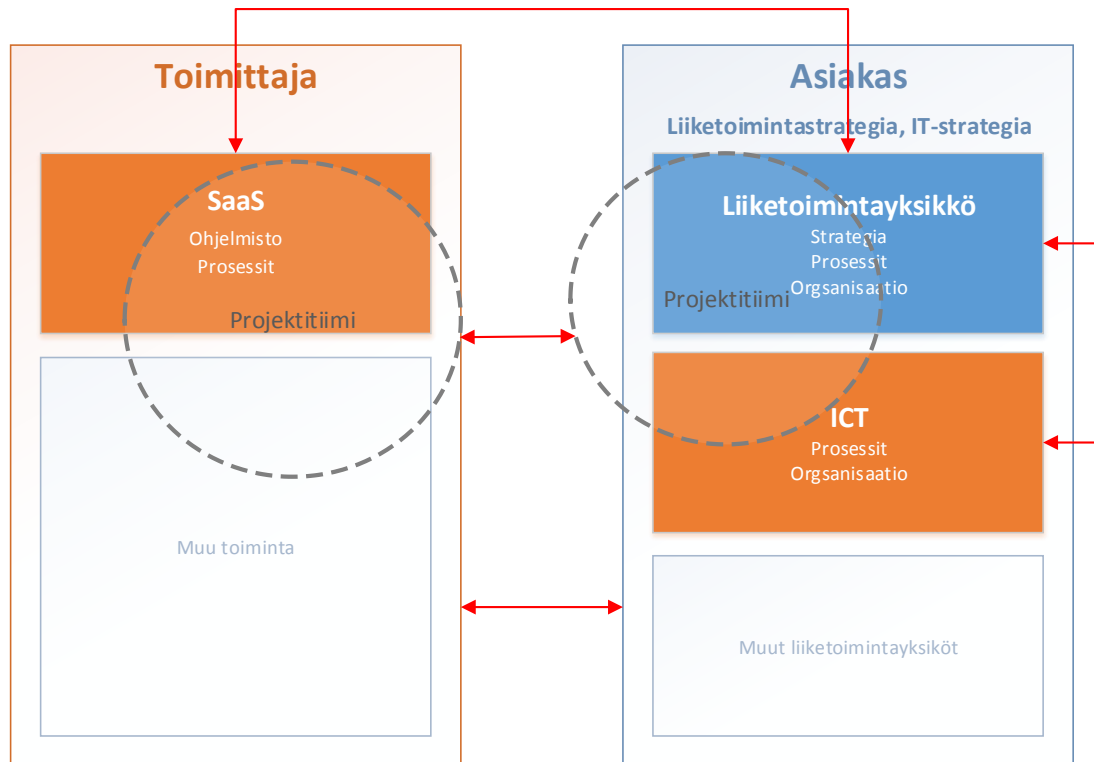 Toimittaja
SaaS
Ohjelmisto
Prosessit
Projektitiimi
Muu toiminta
Asiakas
Liiketoimintastrategia, IT-strategia
Liiketoimintayksikkö
Strategia
Prosessit
Orgsanisaatio
Projektitiimi
ICT
Prosessit
Orgsanisaatio
Muut liiketoimintayksiköt